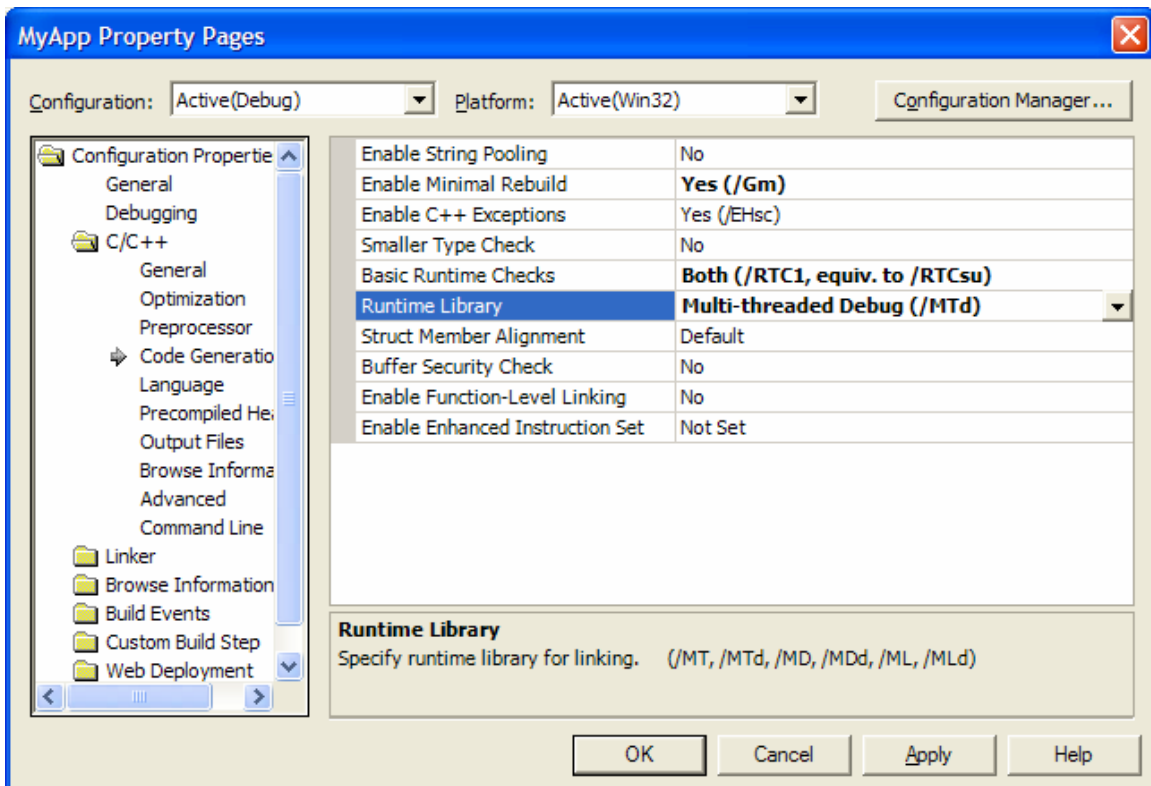 MyApp Property Pages
Configuration: Active(Debug) Platform: Active(Win32) Configuration Manager...
Configuration Propertie
General
Debugging
C/C++
General
Optimization
Preprocessor
Code Generatio
Language
Precompiled Hea
Output Files
Browse Informa
Advanced
Command Line
Linker
Browse Information
Build Events
Custom Build Step
Web Deployment
Enable String Pooling No
Enable Minimal Rebuild Yes (/Gm)
Enable C++ Exceptions Yes (/EHsc)
Smaller Type Check No
Basic Runtime Checks Both (/RTC1, equiv. to /RTCsu)
Runtime Library Multi-threaded Debug (/MTd)
Struct Member Alignment Default
Buffer Security Check No
Enable Function-Level Linking No
Enable Enhanced Instruction Set Not Set
Runtime Library
Specify runtime library for linking. (/MT, /MTd, /MD, /MDd, /ML, /MLd)
OK Cancel Apply Help